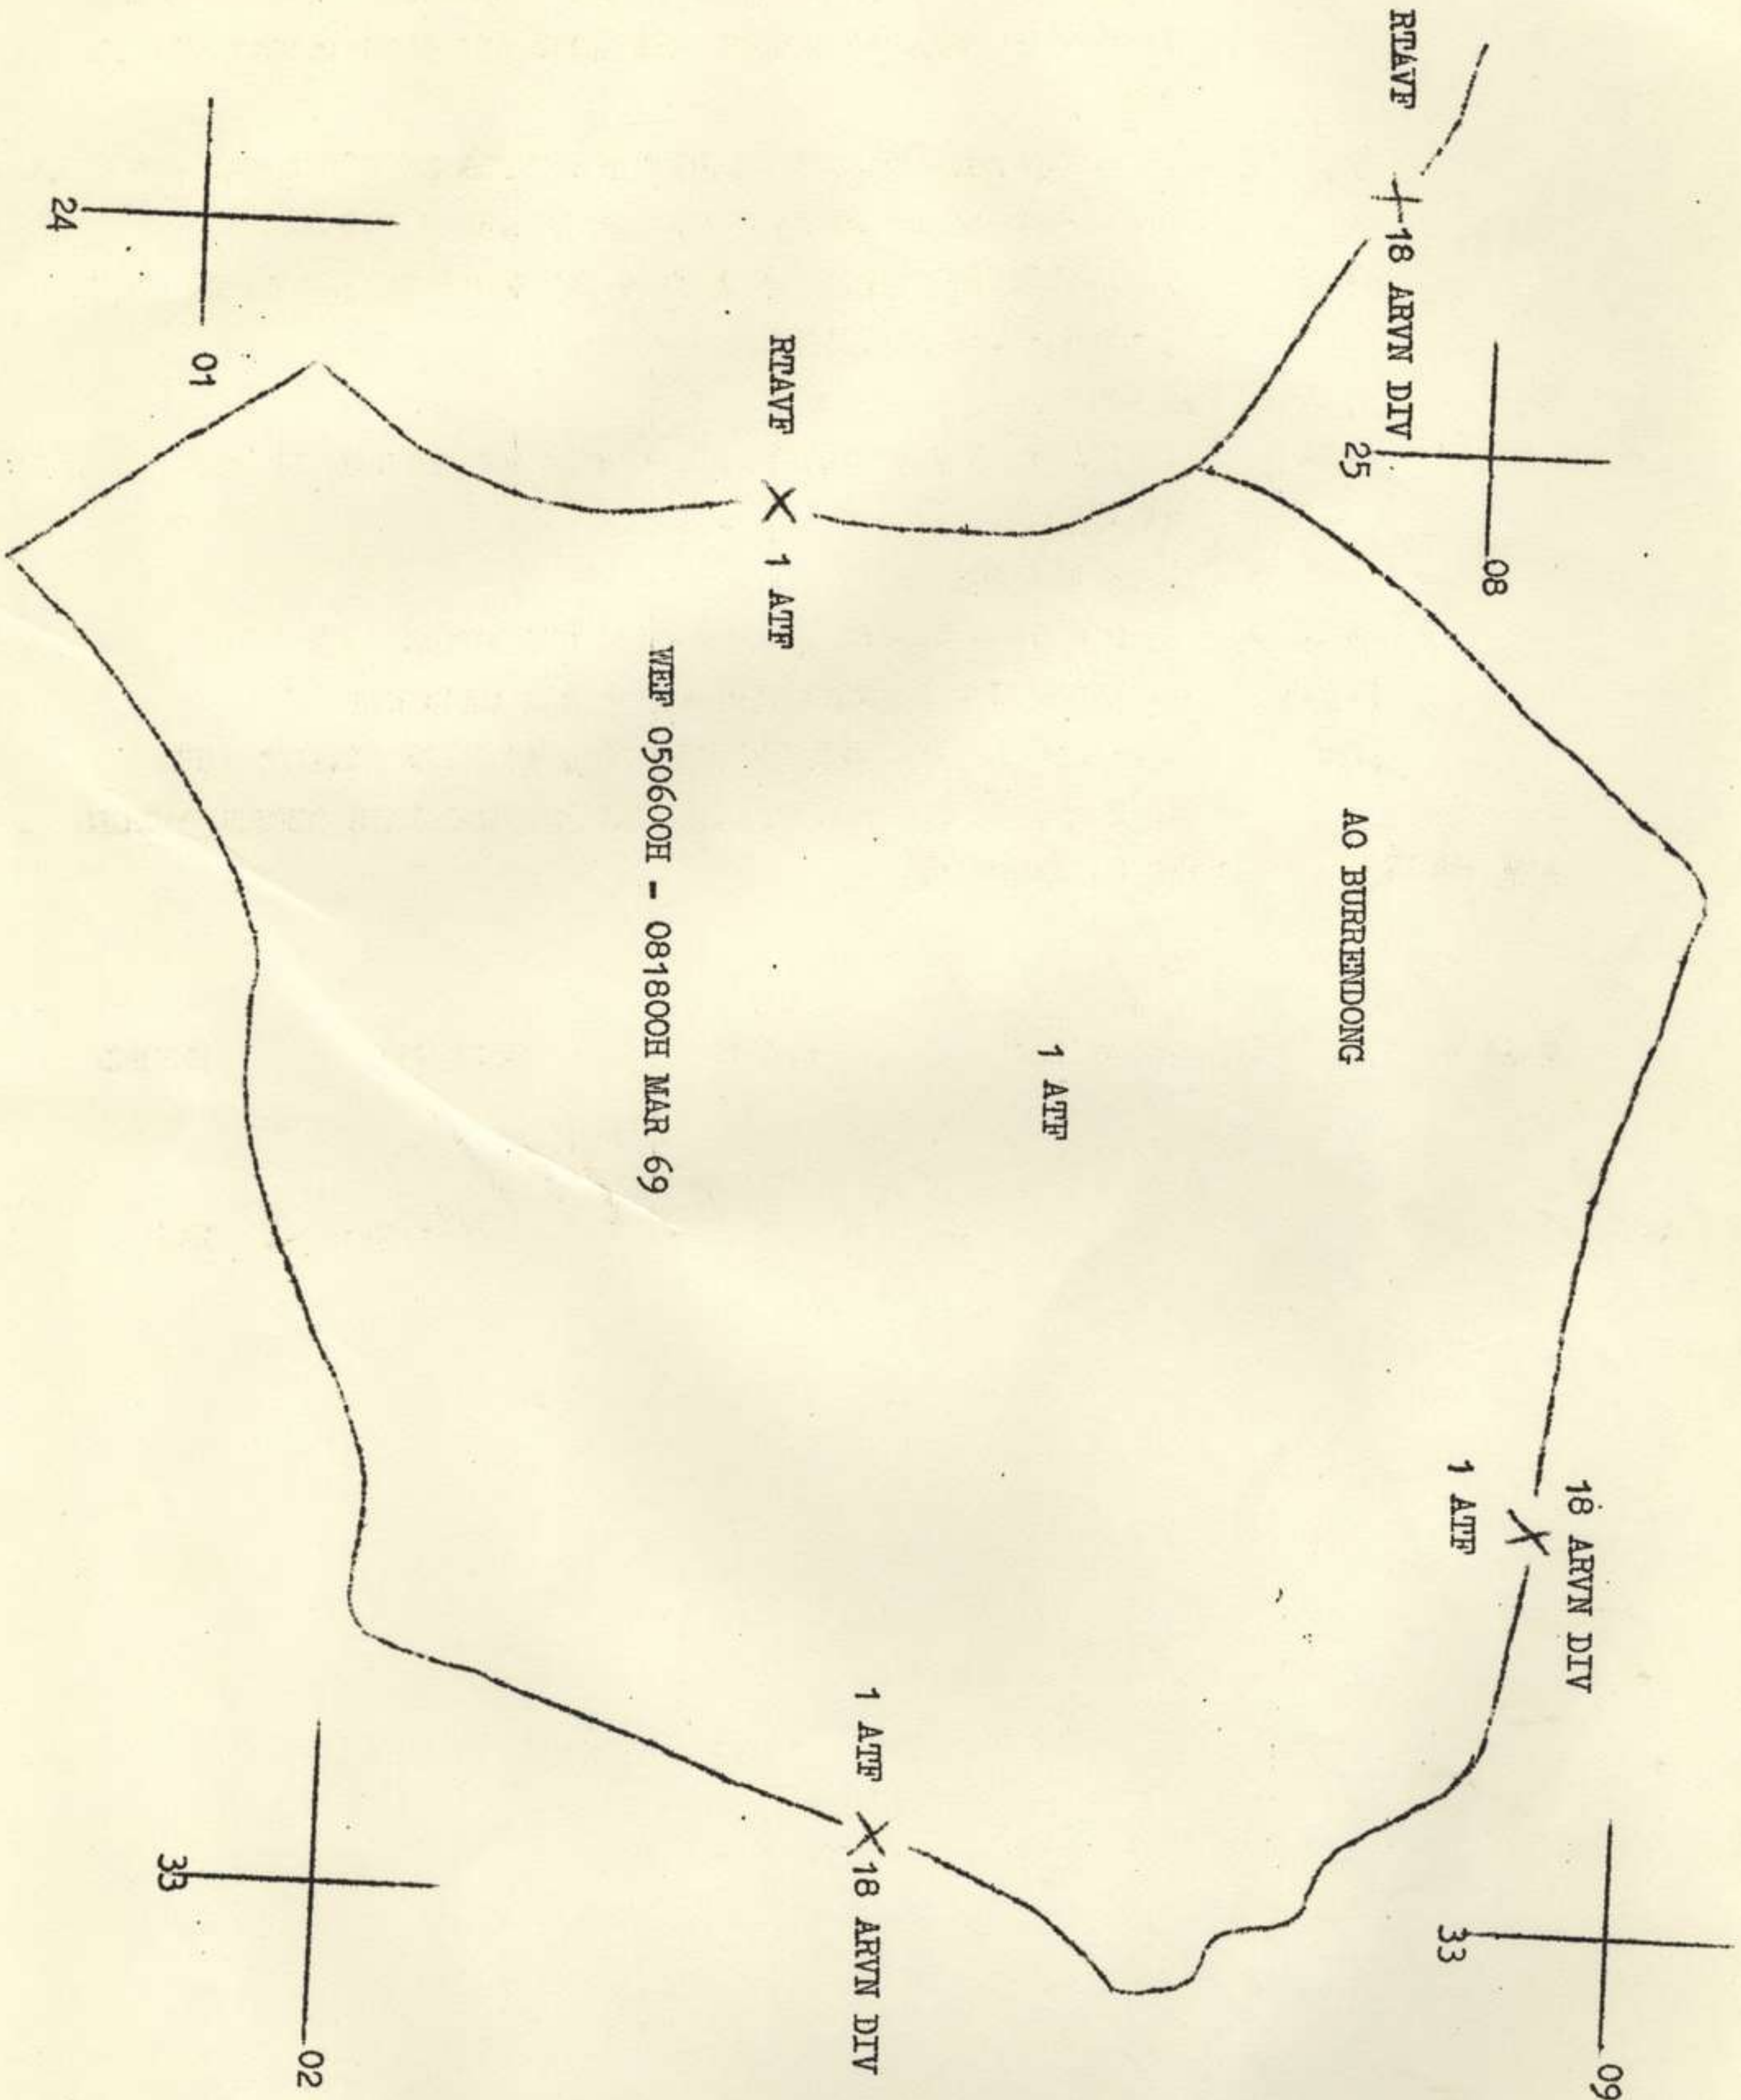 09
18 ARVN DIV
08
1 ATF
33
RTAVF 18 ARVN DIV
25
AO BURRENDONG
1 ATF
1 ATF 18 ARVN DIV
RTAVF 1 ATF
WEF 050600H - 081800H MAR 69
02
01
33
24